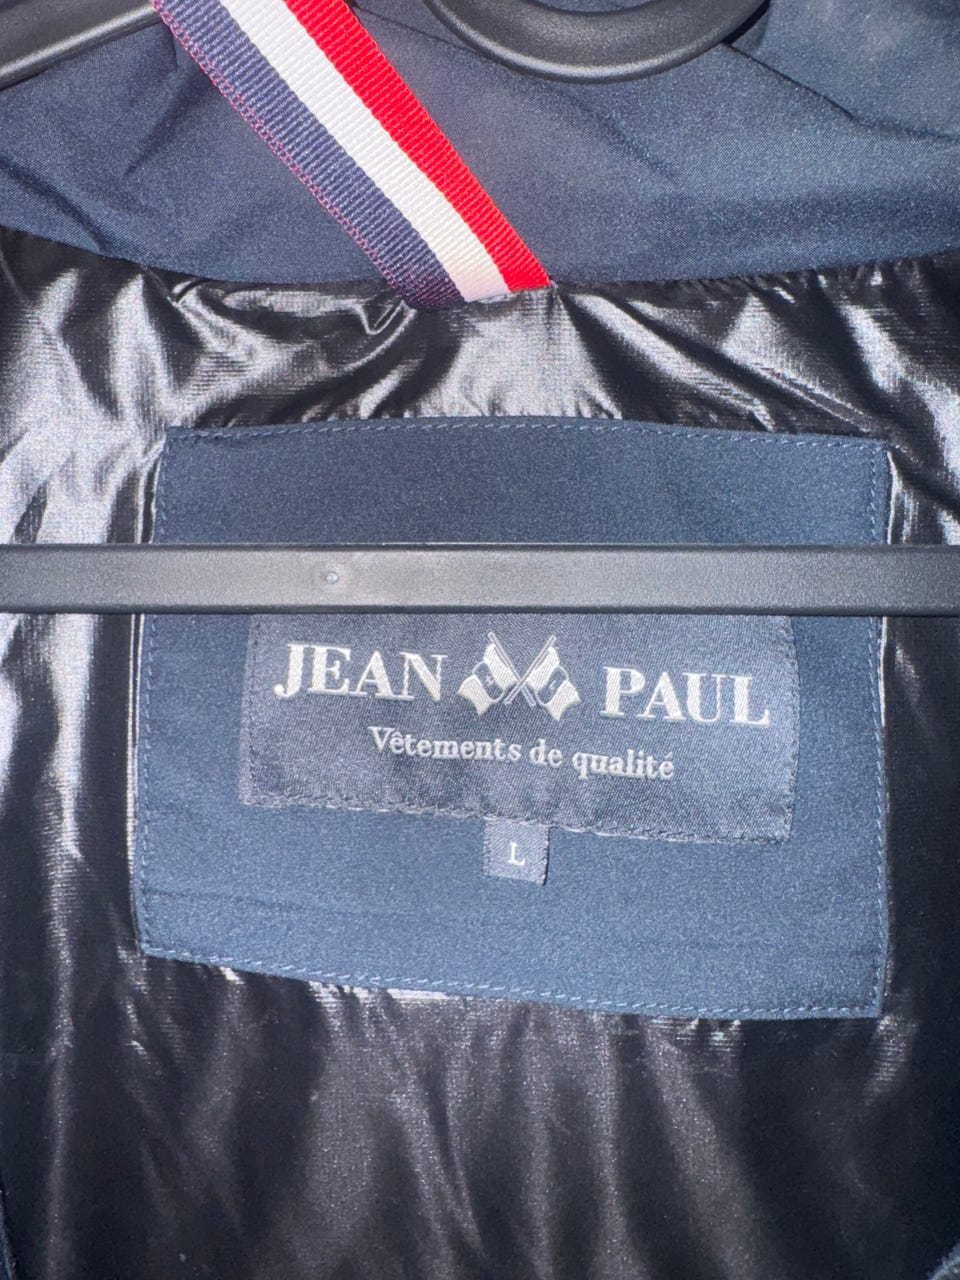 JEAN PAUL
Vêtements de qualité
L